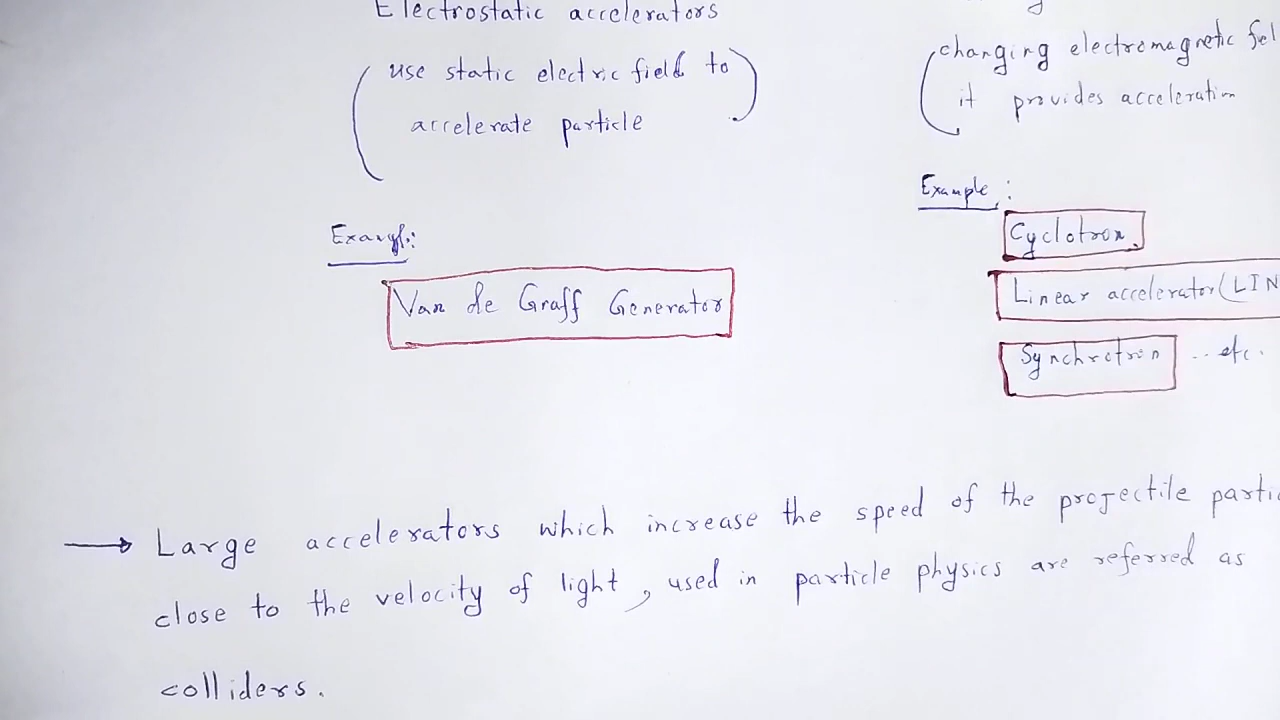 Electrostatic accelerators
(use static electric field to
accelerate particle)
Example:
Van de Graff Generator
changing electromagnetic
it provides acceleration
Example:
Cyclotron
Linear accelerator (LIN
Synchrotron ... etc.
→ Large accelerators which increase the speed of the projectile
close to the velocity of light, used in particle physics are referred as
colliders.